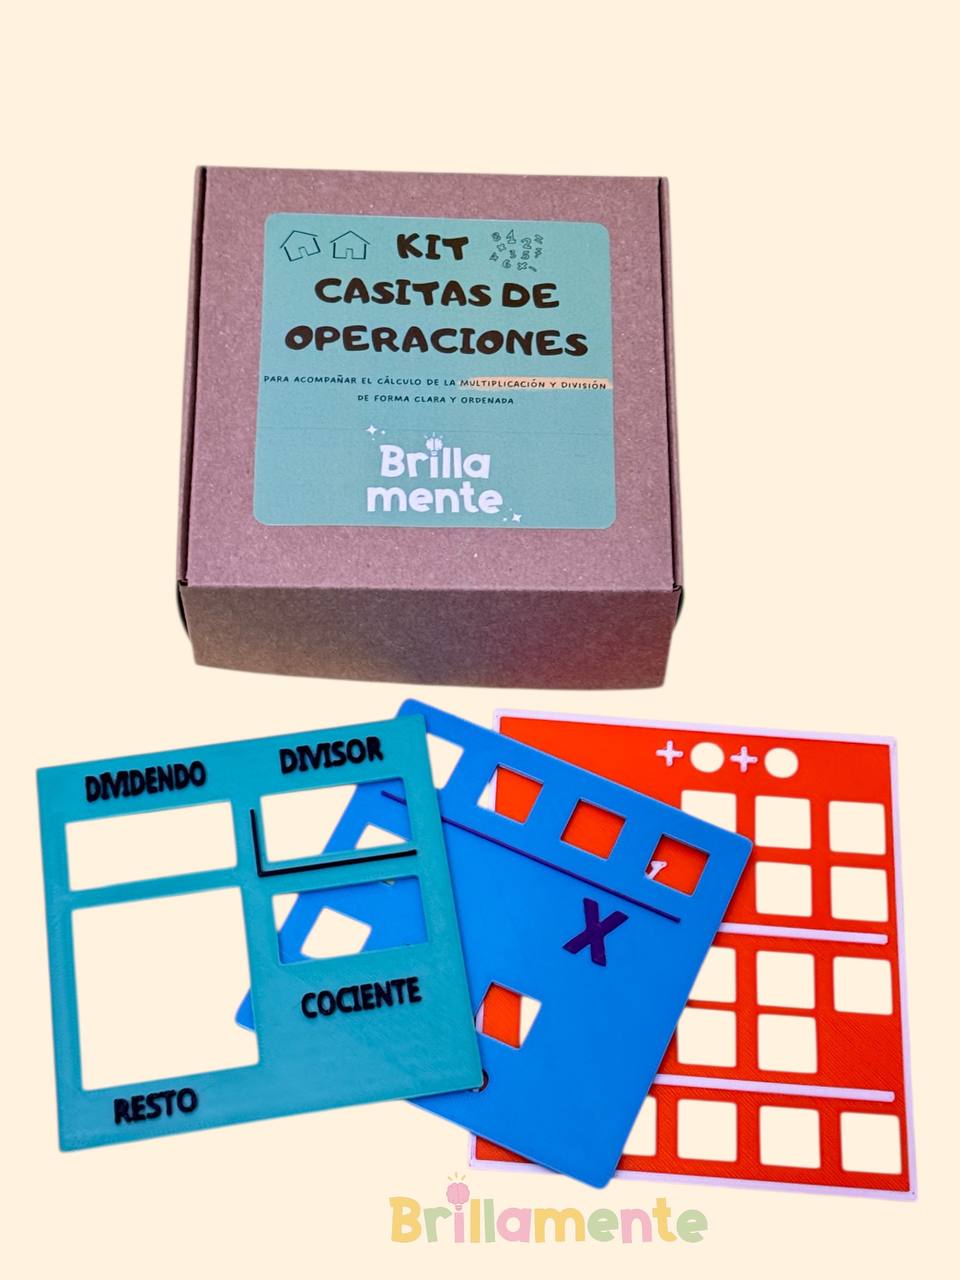 KIT
CASITAS DE
OPERACIONES
PARA ACOMPAÑAR EL CÁLCULO DE LA MULTIPLICACIÓN Y DIVISIÓN
DE FORMA CLARA Y ORDENADA
Brilla
mente
DIVIDENDO
DIVISOR
COCIENTE
RESTO
X
+ +
Brillamente